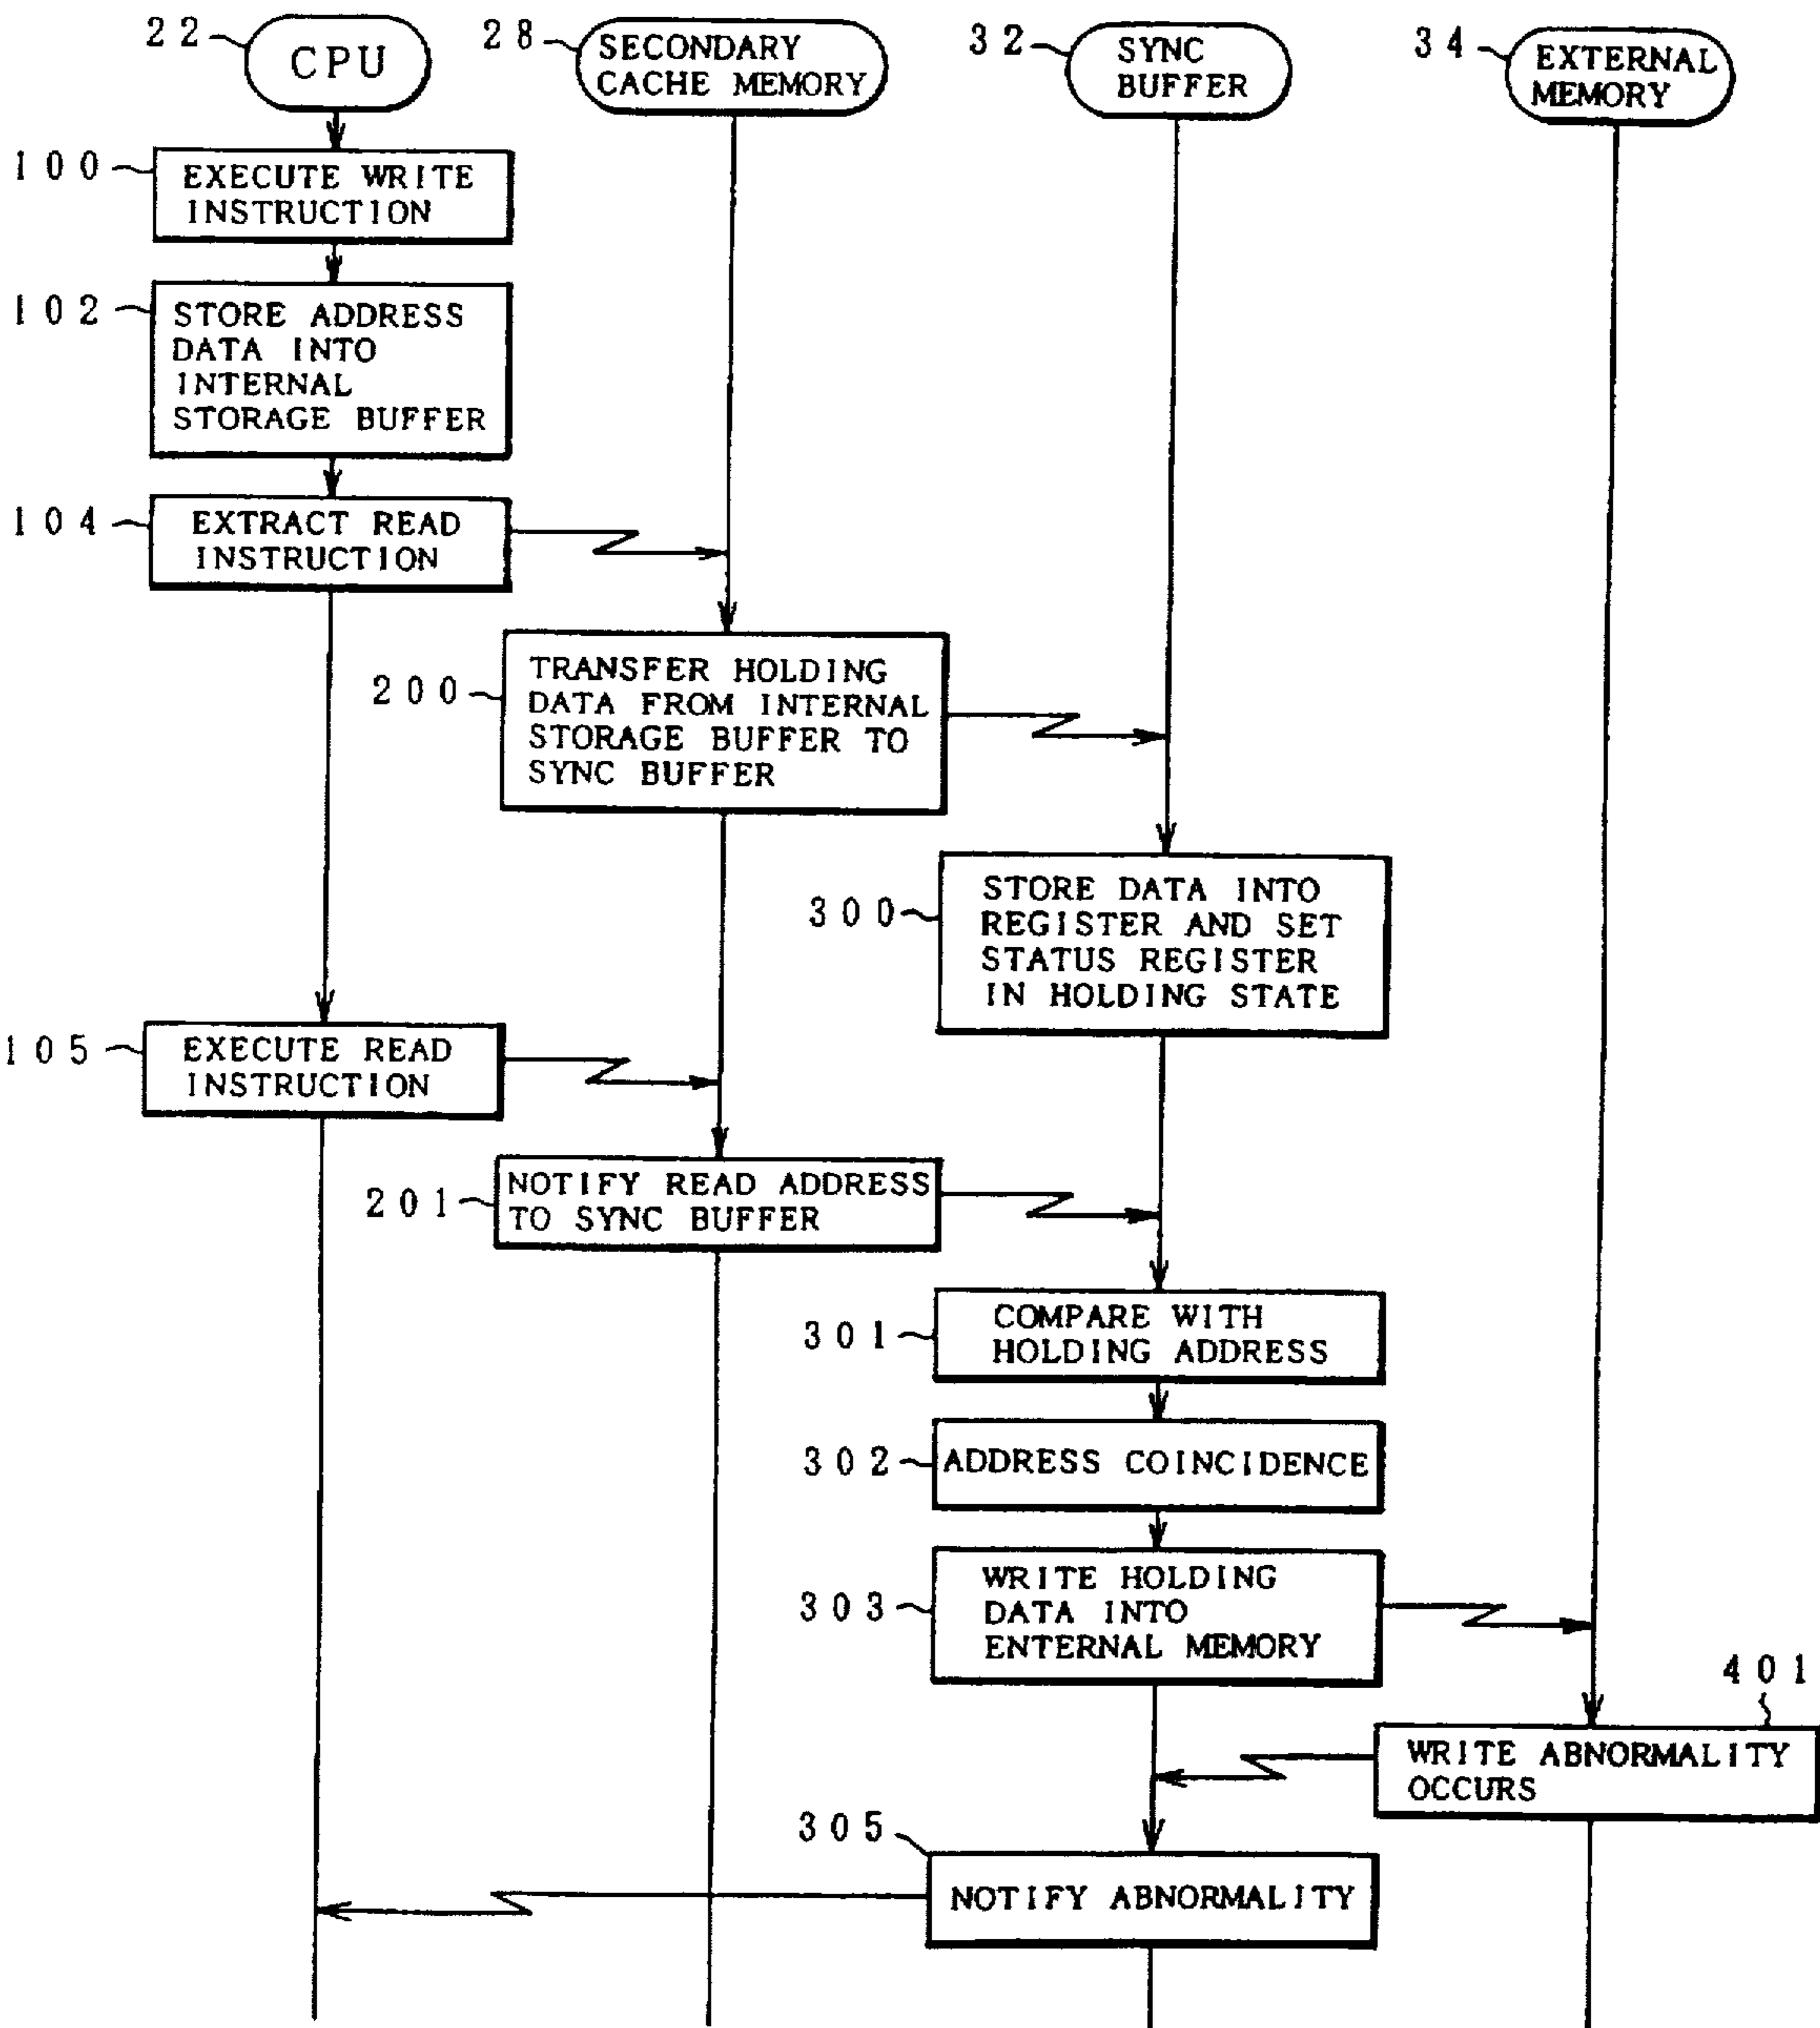 22
CPU
28
SECONDARY
CACHE MEMORY
32
SYNC
BUFFER
34
EXTERNAL
MEMORY
100
EXECUTE WRITE
INSTRUCTION
102
STORE ADDRESS
DATA INTO
INTERNAL
STORAGE BUFFER
104
EXTRACT READ
INSTRUCTION
200
TRANSFER HOLDING
DATA FROM INTERNAL
STORAGE BUFFER TO
SYNC BUFFER
300
STORE DATA INTO
REGISTER AND SET
STATUS REGISTER
IN HOLDING STATE
105
EXECUTE READ
INSTRUCTION
201
NOTIFY READ ADDRESS
TO SYNC BUFFER
301
COMPARE WITH
HOLDING ADDRESS
302
ADDRESS COINCIDENCE
303
WRITE HOLDING
DATA INTO
ENTERNAL MEMORY
401
WRITE ABNORMALITY
OCCURS
305
NOTIFY ABNORMALITY